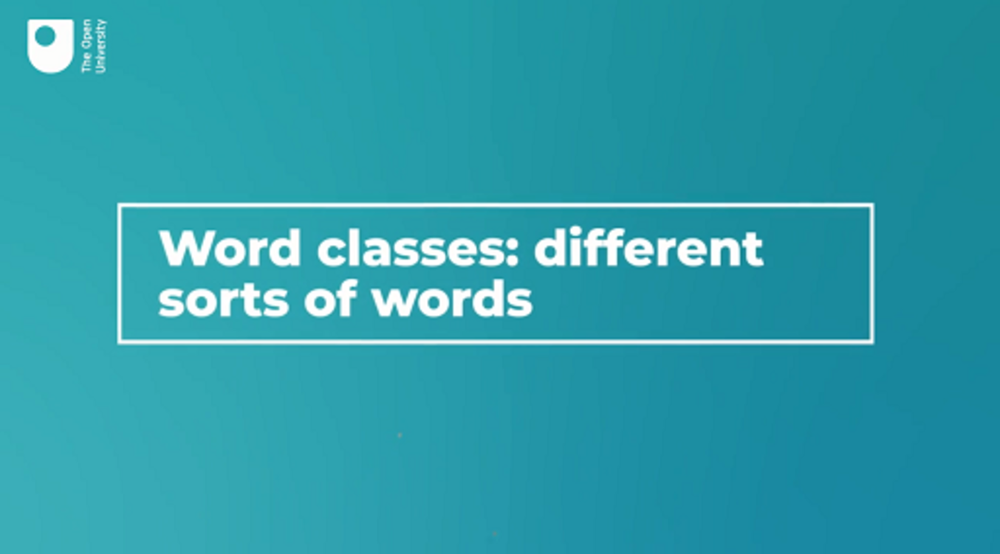 The Open
University
Word classes: different
sorts of words